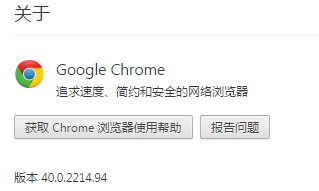 关于
Google Chrome
追求速度、简约和安全的网络浏览器
获取 Chrome 浏览器使用帮助
报告问题
版本 40.0.2214.94